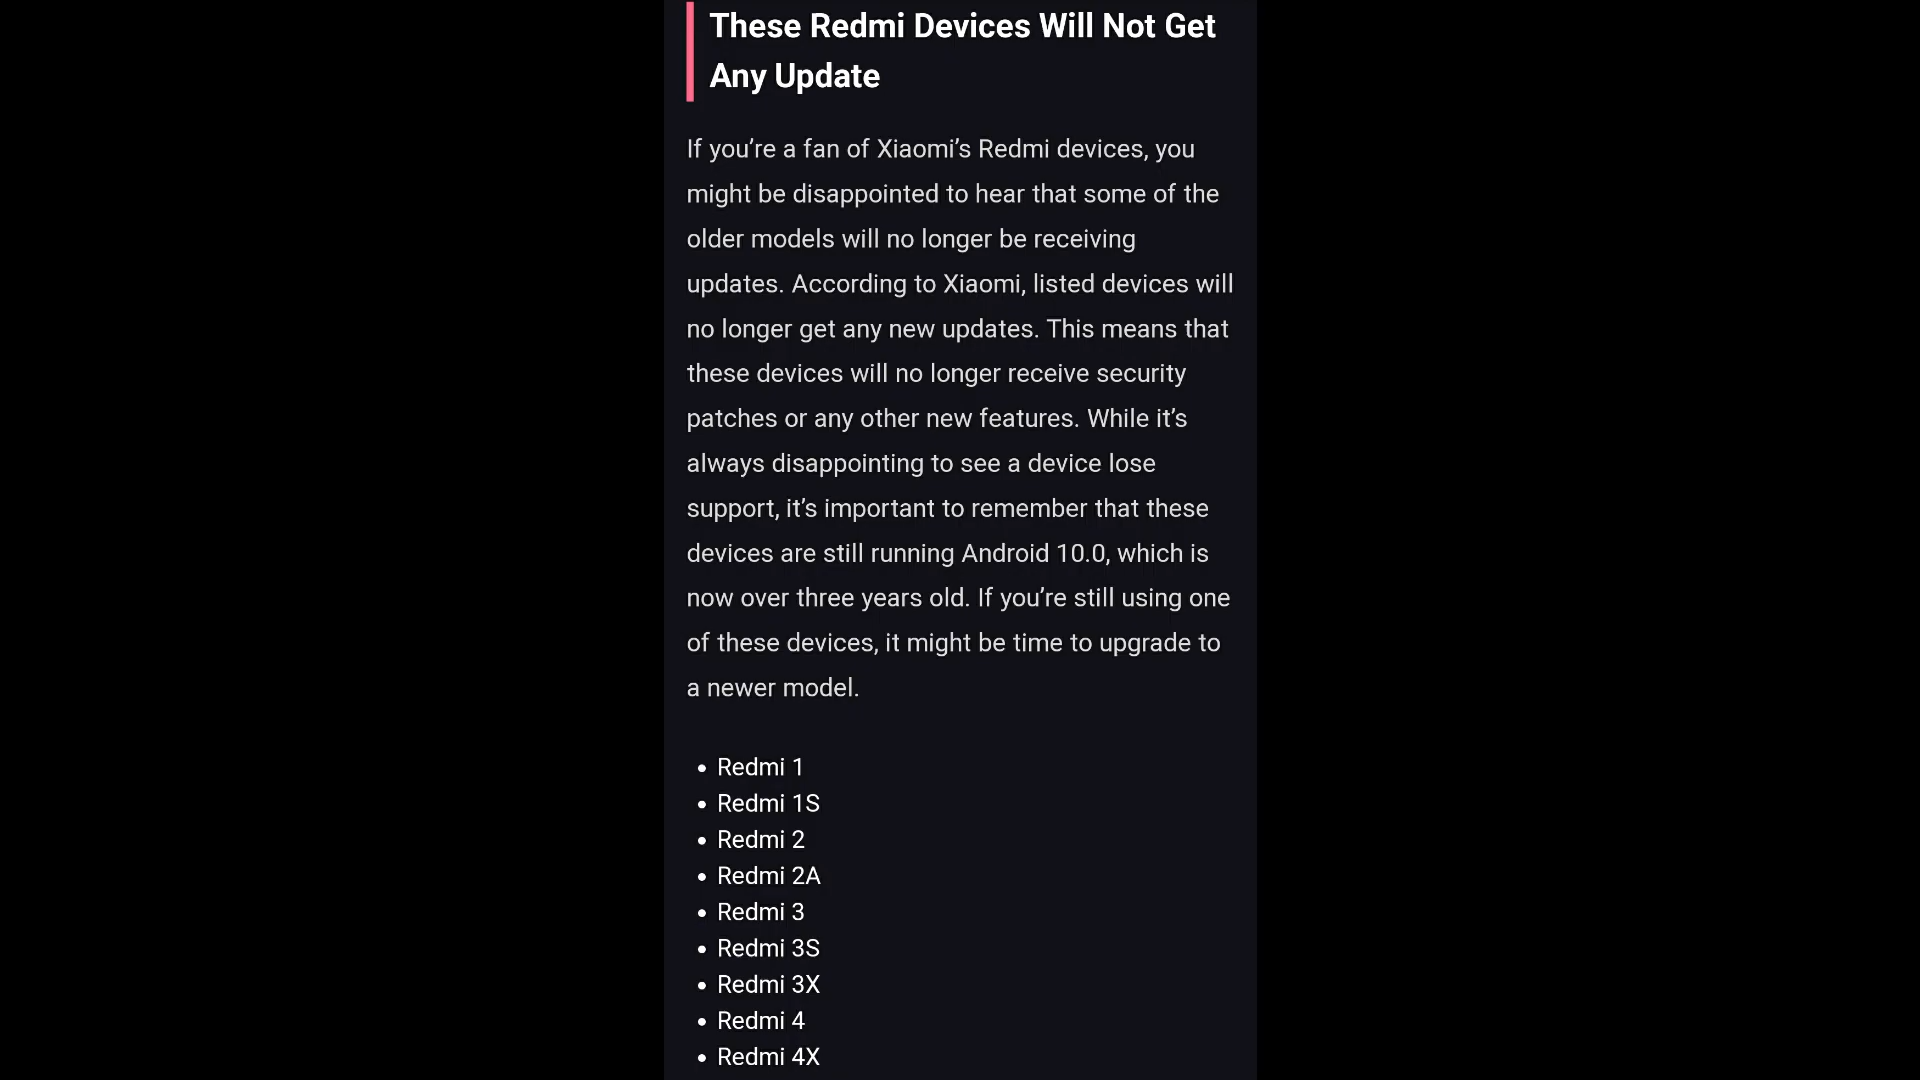 These Redmi Devices Will Not Get
Any Update
If you’re a fan of Xiaomi’s Redmi devices, you
might be disappointed to hear that some of the
older models will no longer be receiving
updates. According to Xiaomi, listed devices will
no longer get any new updates. This means that
these devices will no longer receive security
patches or any other new features. While it’s
always disappointing to see a device lose
support, it’s important to remember that these
devices are still running Android 10.0, which is
now over three years old. If you’re still using one
of these devices, it might be time to upgrade to
a newer model.
• Redmi 1
• Redmi 1S
• Redmi 2
• Redmi 2A
• Redmi 3
• Redmi 3S
• Redmi 3X
• Redmi 4
• Redmi 4X